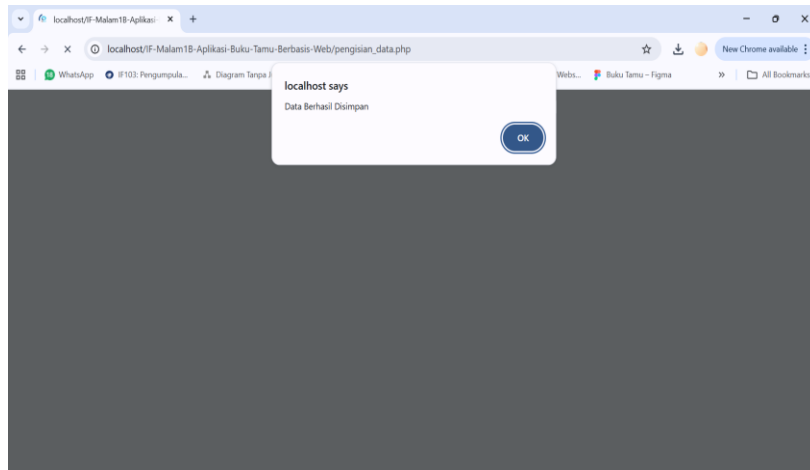 localhost/IF-Malam1B-Aplikasi-
localhost/IF-Malam1B-Aplikasi-Buku-Tamu-Berbasis-Web/pengisian_data.php
New Chrome available
WhatsApp
IF103: Pengumpula...
Diagram Tanpa J
Webs...
Buku Tamu – Figma
All Bookmarks
localhost says
Data Berhasil Disimpan
OK